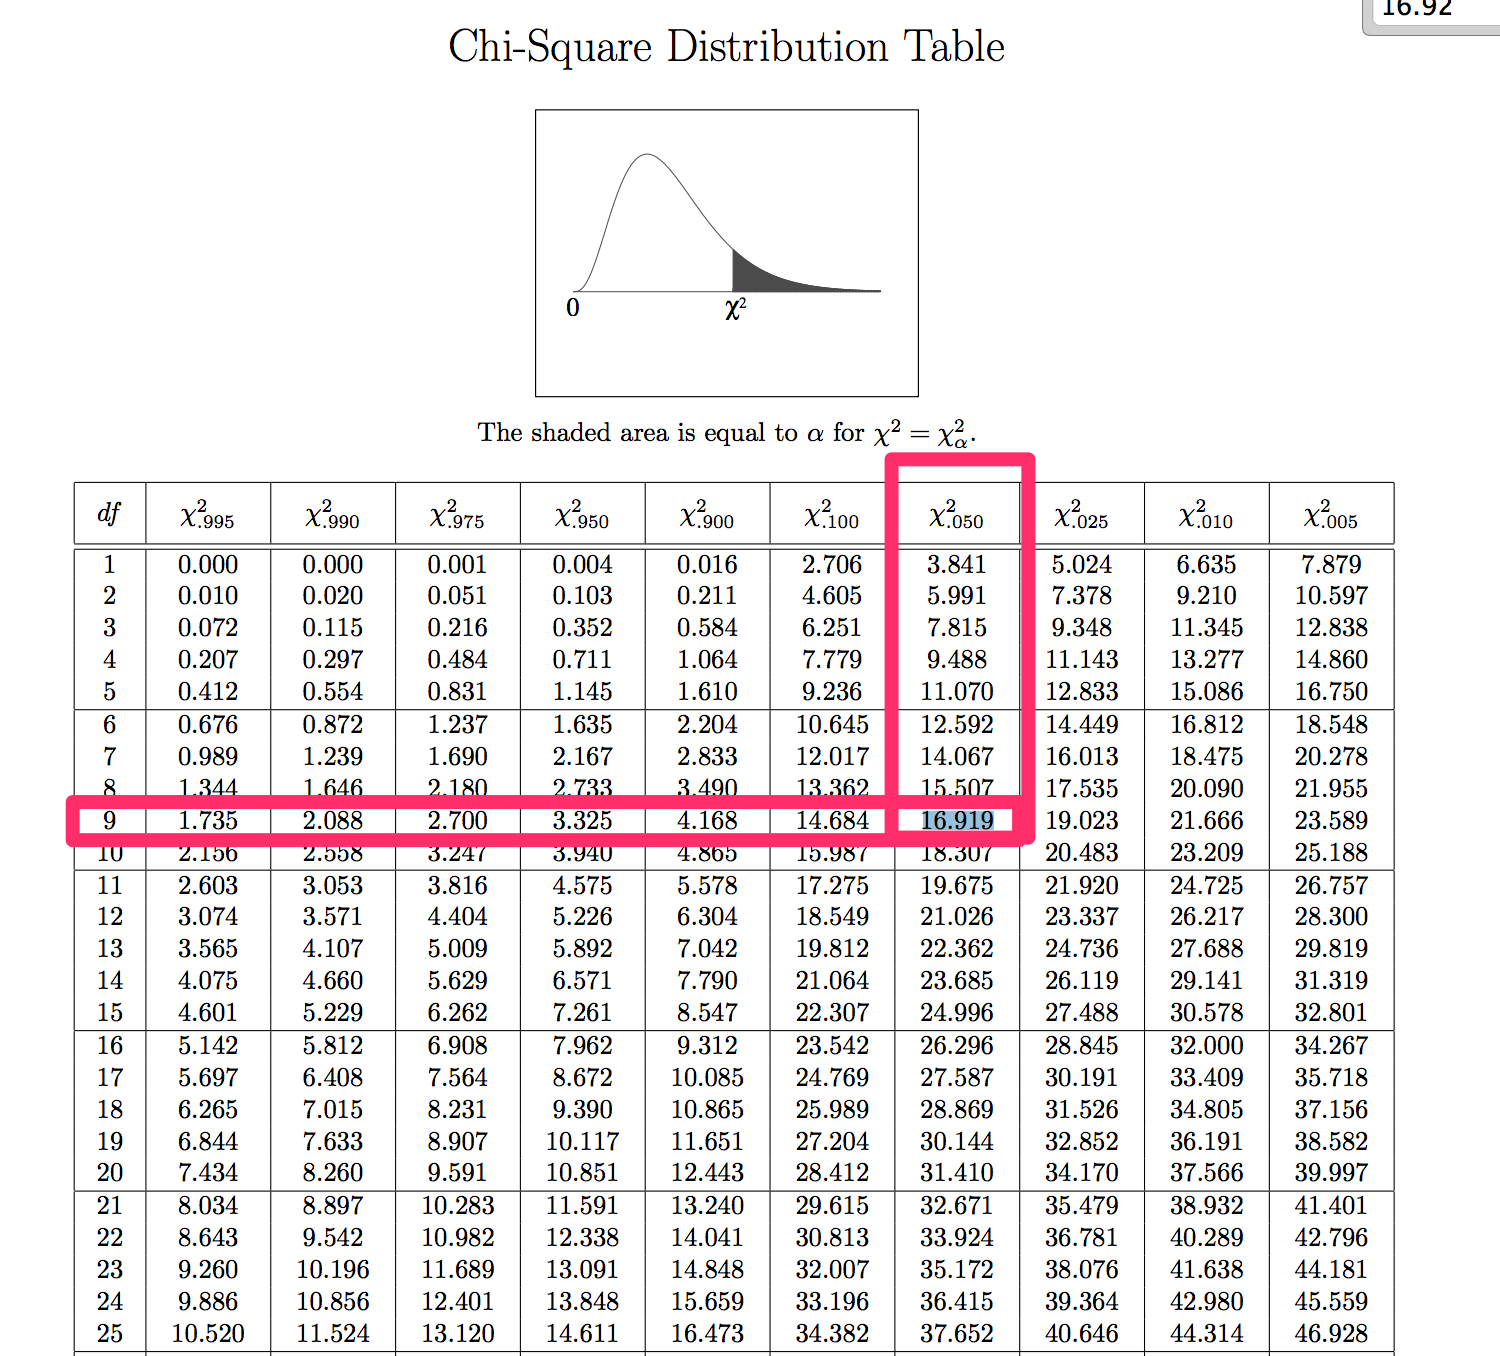 16.92
Chi-Square Distribution Table
0 χ²
The shaded area is equal to α for χ² = χ²α.
df χ².995 χ².990 χ².975 χ².950 χ².900 χ².100 χ².050 χ².025 χ².010 χ².005
1 0.000 0.000 0.001 0.004 0.016 2.706 3.841 5.024 6.635 7.879
2 0.010 0.020 0.051 0.103 0.211 4.605 5.991 7.378 9.210 10.597
3 0.072 0.115 0.216 0.352 0.584 6.251 7.815 9.348 11.345 12.838
4 0.207 0.297 0.484 0.711 1.064 7.779 9.488 11.143 13.277 14.860
5 0.412 0.554 0.831 1.145 1.610 9.236 11.070 12.833 15.086 16.750
6 0.676 0.872 1.237 1.635 2.204 10.645 12.592 14.449 16.812 18.548
7 0.989 1.239 1.690 2.167 2.833 12.017 14.067 16.013 18.475 20.278
8 1.344 1.646 2.180 2.733 3.490 13.362 15.507 17.535 20.090 21.955
9 1.735 2.088 2.700 3.325 4.168 14.684 16.919 19.023 21.666 23.589
10 2.156 2.558 3.247 3.940 4.865 15.987 18.307 20.483 23.209 25.188
11 2.603 3.053 3.816 4.575 5.578 17.275 19.675 21.920 24.725 26.757
12 3.074 3.571 4.404 5.226 6.304 18.549 21.026 23.337 26.217 28.300
13 3.565 4.107 5.009 5.892 7.042 19.812 22.362 24.736 27.688 29.819
14 4.075 4.660 5.629 6.571 7.790 21.064 23.685 26.119 29.141 31.319
15 4.601 5.229 6.262 7.261 8.547 22.307 24.996 27.488 30.578 32.801
16 5.142 5.812 6.908 7.962 9.312 23.542 26.296 28.845 32.000 34.267
17 5.697 6.408 7.564 8.672 10.085 24.769 27.587 30.191 33.409 35.718
18 6.265 7.015 8.231 9.390 10.865 25.989 28.869 31.526 34.805 37.156
19 6.844 7.633 8.907 10.117 11.651 27.204 30.144 32.852 36.191 38.582
20 7.434 8.260 9.591 10.851 12.443 28.412 31.410 34.170 37.566 39.997
21 8.034 8.897 10.283 11.591 13.240 29.615 32.671 35.479 38.932 41.401
22 8.643 9.542 10.982 12.338 14.041 30.813 33.924 36.781 40.289 42.796
23 9.260 10.196 11.689 13.091 14.848 32.007 35.172 38.076 41.638 44.181
24 9.886 10.856 12.401 13.848 15.659 33.196 36.415 39.364 42.980 45.559
25 10.520 11.524 13.120 14.611 16.473 34.382 37.652 40.646 44.314 46.928